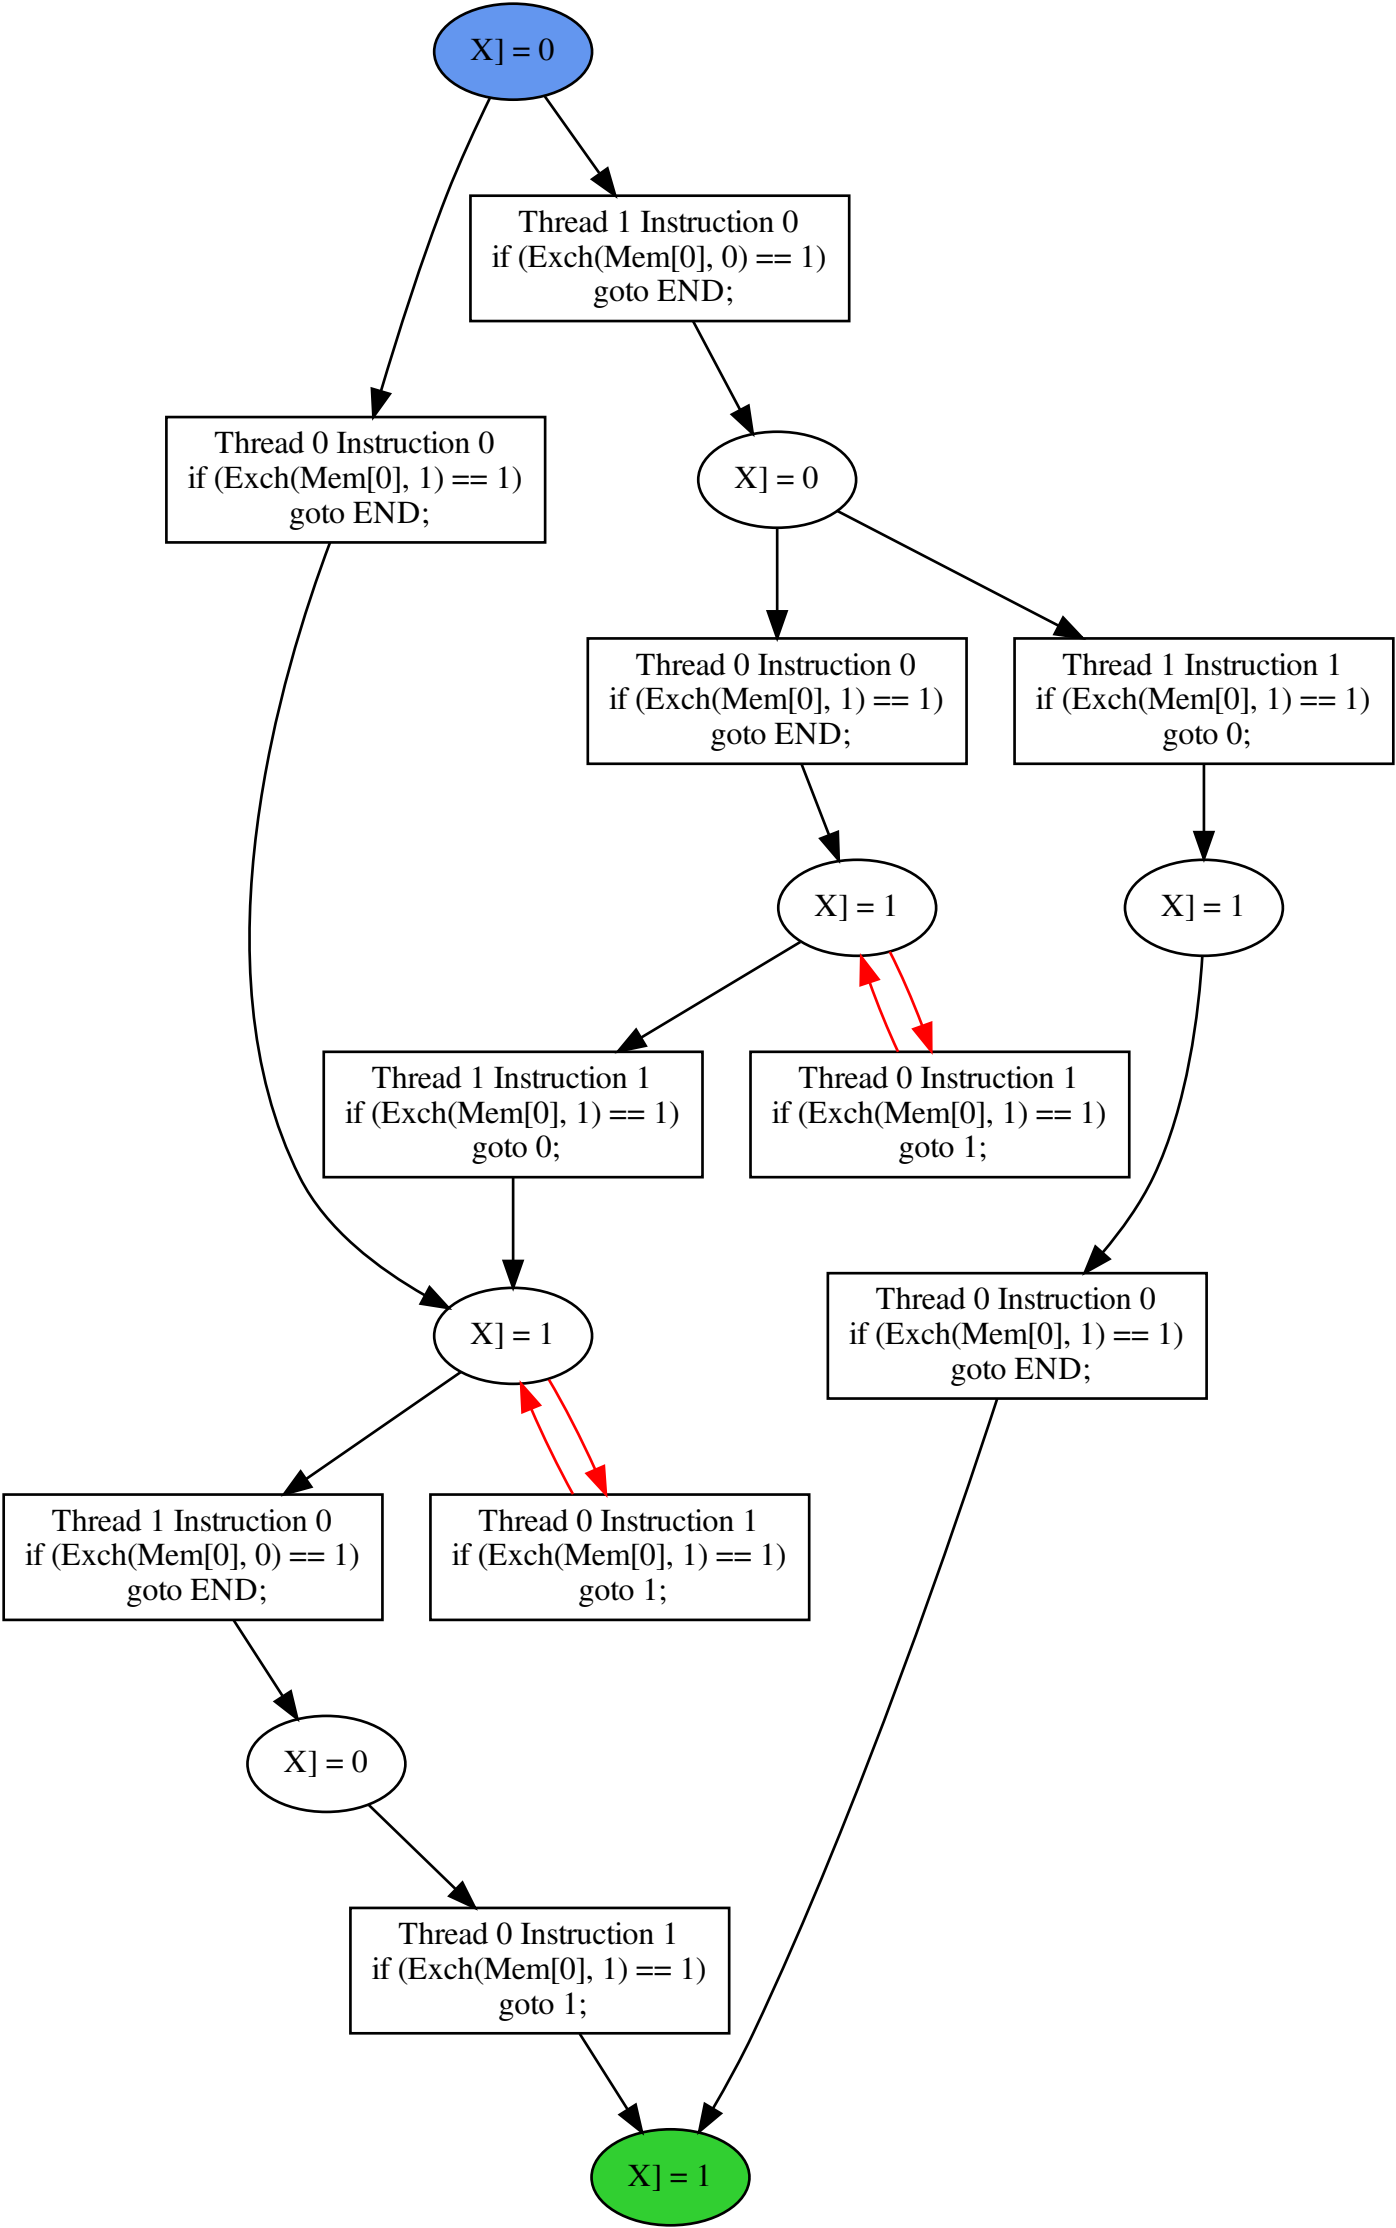 X] = 0
Thread 1 Instruction 0
if (Exch(Mem[0], 0) == 1)
goto END;
Thread 0 Instruction 0
if (Exch(Mem[0], 1) == 1)
goto END;
X] = 0
Thread 0 Instruction 0
if (Exch(Mem[0], 1) == 1)
goto END;
Thread 1 Instruction 1
if (Exch(Mem[0], 1) == 1)
goto 0;
X] = 1
X] = 1
Thread 1 Instruction 1
if (Exch(Mem[0], 1) == 1)
goto 0;
Thread 0 Instruction 1
if (Exch(Mem[0], 1) == 1)
goto 1;
X] = 1
Thread 0 Instruction 0
if (Exch(Mem[0], 1) == 1)
goto END;
Thread 1 Instruction 0
if (Exch(Mem[0], 0) == 1)
goto END;
Thread 0 Instruction 1
if (Exch(Mem[0], 1) == 1)
goto 1;
X] = 0
Thread 0 Instruction 1
if (Exch(Mem[0], 1) == 1)
goto 1;
X] = 1